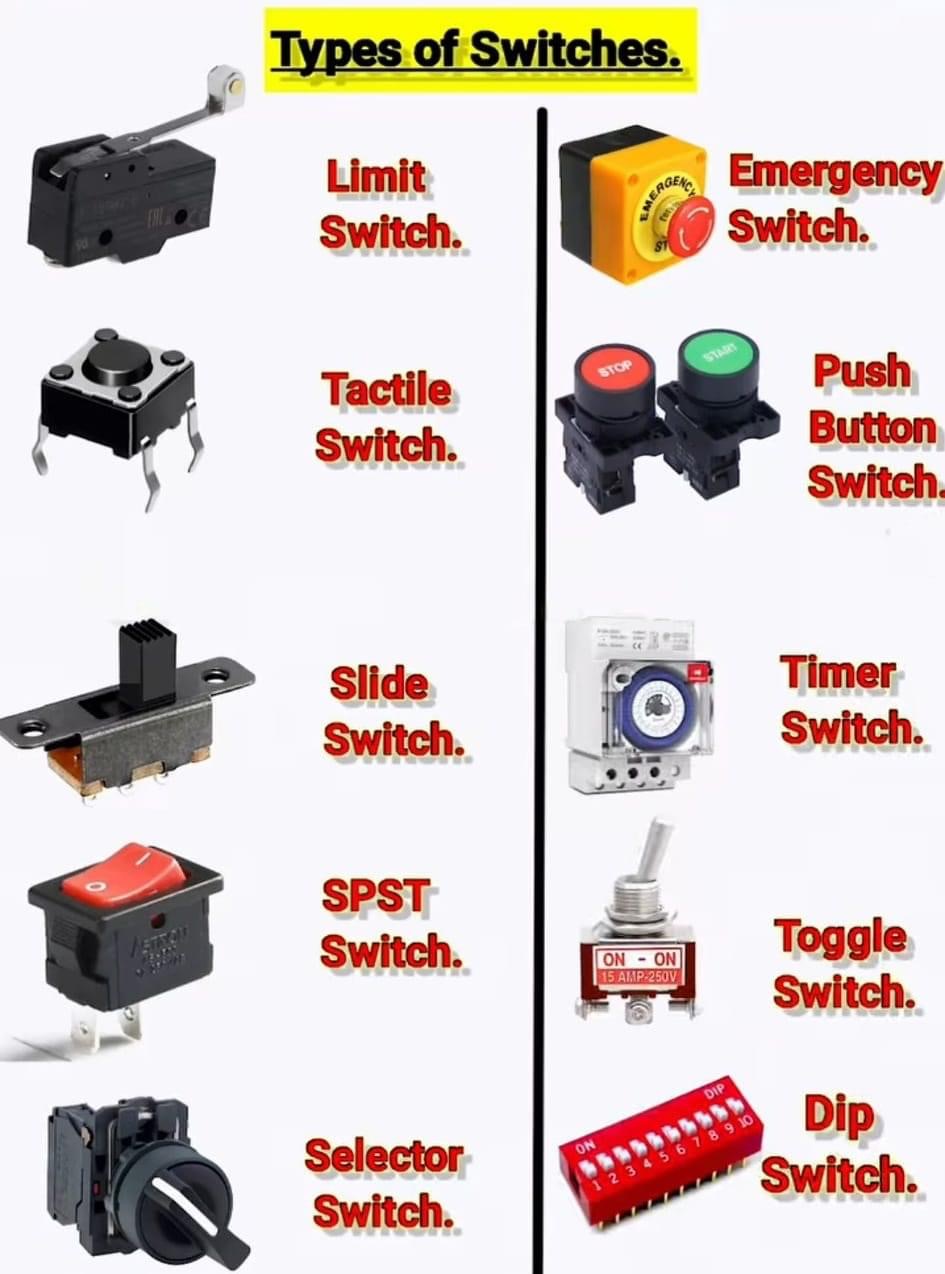 Types of Switches.
Limit
Switch.
EMERGENCY
Emergency
Switch.
Tactile
Switch.
STOP
START
Push
Button
Switch.
Slide
Switch.
Timer
Switch.
SPST
Switch.
ON - ON
15 AMP-250V
Toggle
Switch.
Selector
Switch.
ON
DIP
1 2 3 4 5 6 7 8 9 10
Dip
Switch.